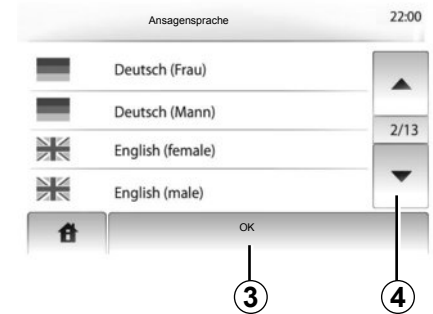 Ansagensprache 22:00
Deutsch (Frau)
Deutsch (Mann)
2/13
English (female)
English (male)
OK
3 4